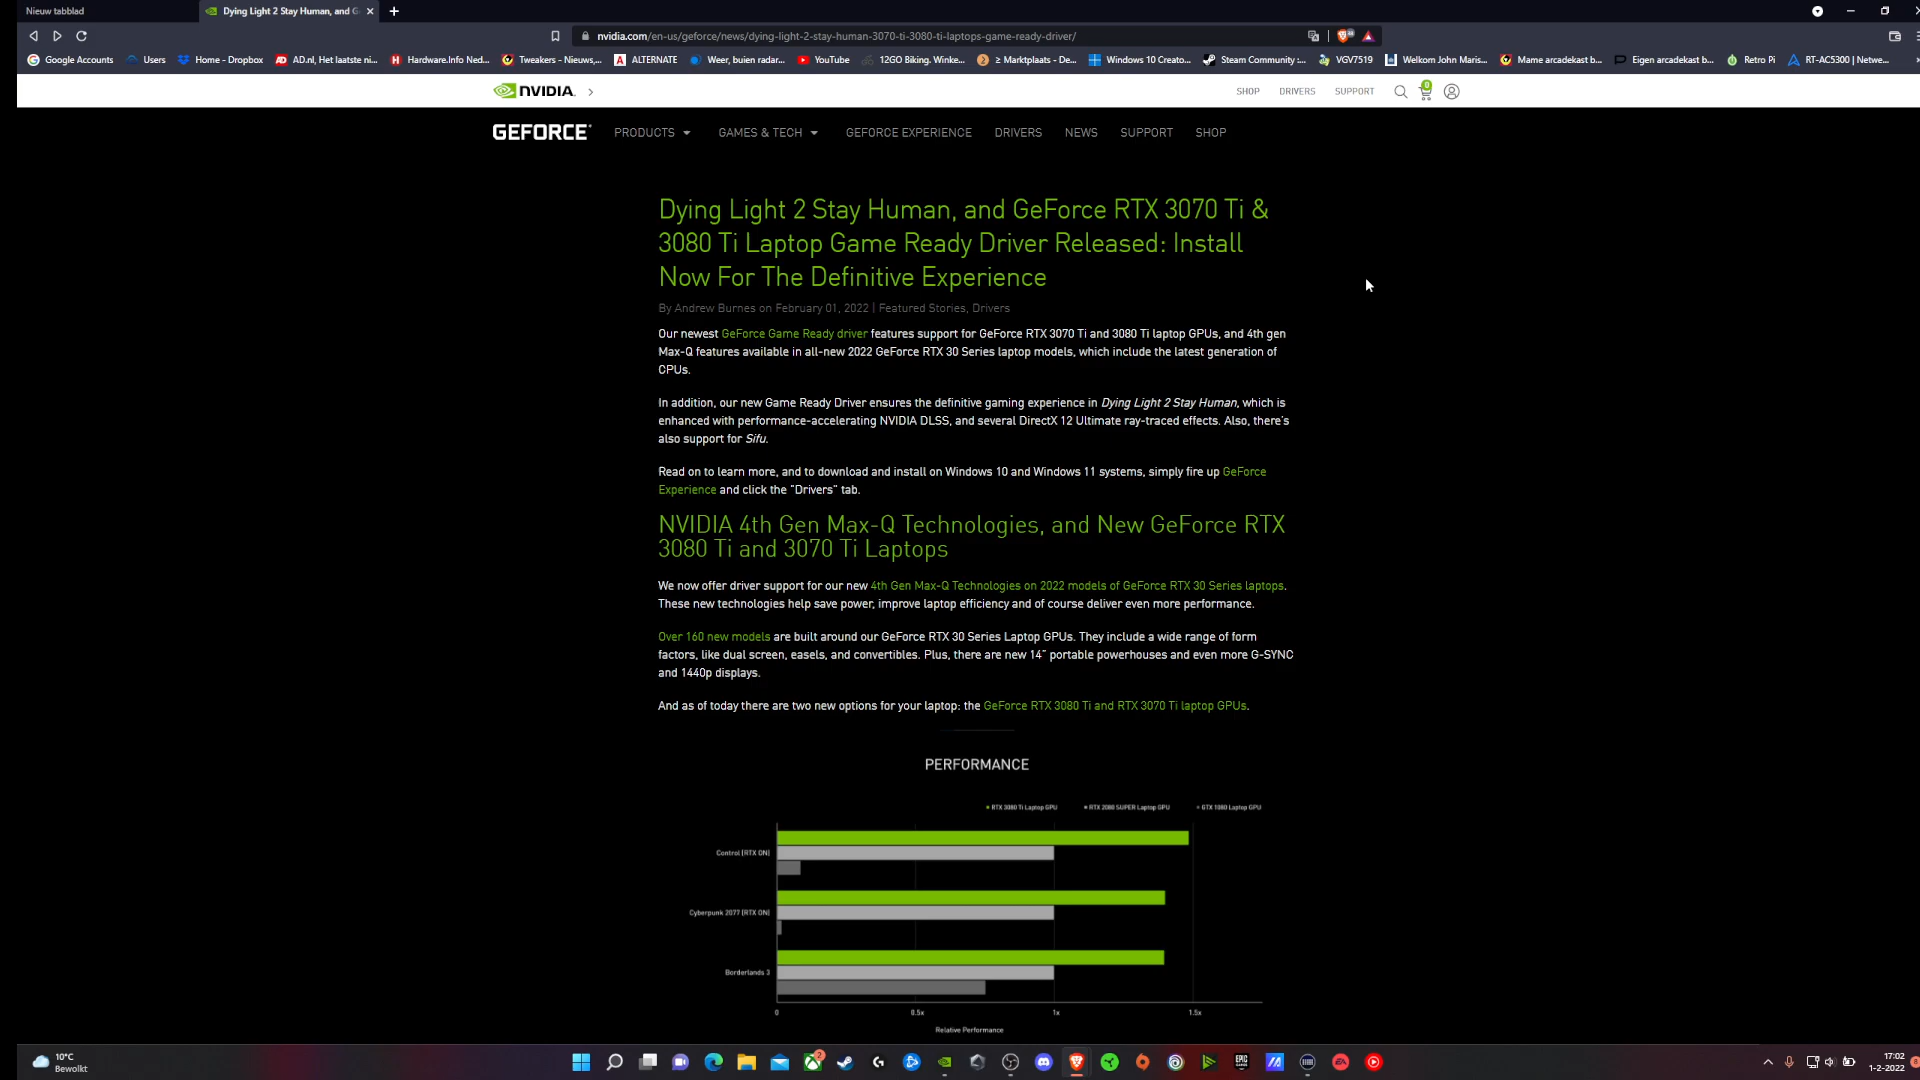 Nieuw tabblad
Dying Light 2 Stay Human, and G
nvidia.com/en-us/geforce/news/dying-light-2-stay-human-3070-ti-3080-ti-laptops-game-ready-driver/
Google Accounts Users Home - Dropbox AD.nl, Het laatste ni... Hardware.Info Ned... Tweakers - Nieuws,... ALTERNATE Weer, buien radar... YouTube 12GO Biking. Winke... ≥ Marktplaats - De... Windows 10 Creato... Steam Community :... VGV7519 Welkom John Maris... Mame arcadekast b... Eigen arcadekast b... Retro Pi RT-AC5300 | Netwe...
NVIDIA. SHOP DRIVERS SUPPORT 0
GEFORCE PRODUCTS GAMES & TECH GEFORCE EXPERIENCE DRIVERS NEWS SUPPORT SHOP
Dying Light 2 Stay Human, and GeForce RTX 3070 Ti &
3080 Ti Laptop Game Ready Driver Released: Install
Now For The Definitive Experience
By Andrew Burnes on February 01, 2022 | Featured Stories, Drivers
Our newest GeForce Game Ready driver features support for GeForce RTX 3070 Ti and 3080 Ti laptop GPUs, and 4th gen
Max-Q features available in all-new 2022 GeForce RTX 30 Series laptop models, which include the latest generation of
CPUs.
In addition, our new Game Ready Driver ensures the definitive gaming experience in Dying Light 2 Stay Human, which is
enhanced with performance-accelerating NVIDIA DLSS, and several DirectX 12 Ultimate ray-traced effects. Also, there's
also support for Sifu.
Read on to learn more, and to download and install on Windows 10 and Windows 11 systems, simply fire up GeForce
Experience and click the "Drivers" tab.
NVIDIA 4th Gen Max-Q Technologies, and New GeForce RTX
3080 Ti and 3070 Ti Laptops
We now offer driver support for our new 4th Gen Max-Q Technologies on 2022 models of GeForce RTX 30 Series laptops.
These new technologies help save power, improve laptop efficiency and of course deliver even more performance.
Over 160 new models are built around our GeForce RTX 30 Series Laptop GPUs. They include a wide range of form
factors, like dual screen, easels, and convertibles. Plus, there are new 14" portable powerhouses and even more G-SYNC
and 1440p displays.
And as of today there are two new options for your laptop: the GeForce RTX 3080 Ti and RTX 3070 Ti laptop GPUs.
PERFORMANCE
RTX 3080 Ti Laptop GPU RTX 2080 SUPER Laptop GPU GTX 1080 Laptop GPU
Control (RTX ON)
Cyberpunk 2077 (RTX ON)
Borderlands 3
0 0.5x 1x 1.5x
Relative Performance
10°C
Bewolkt
17:02
1-2-2022